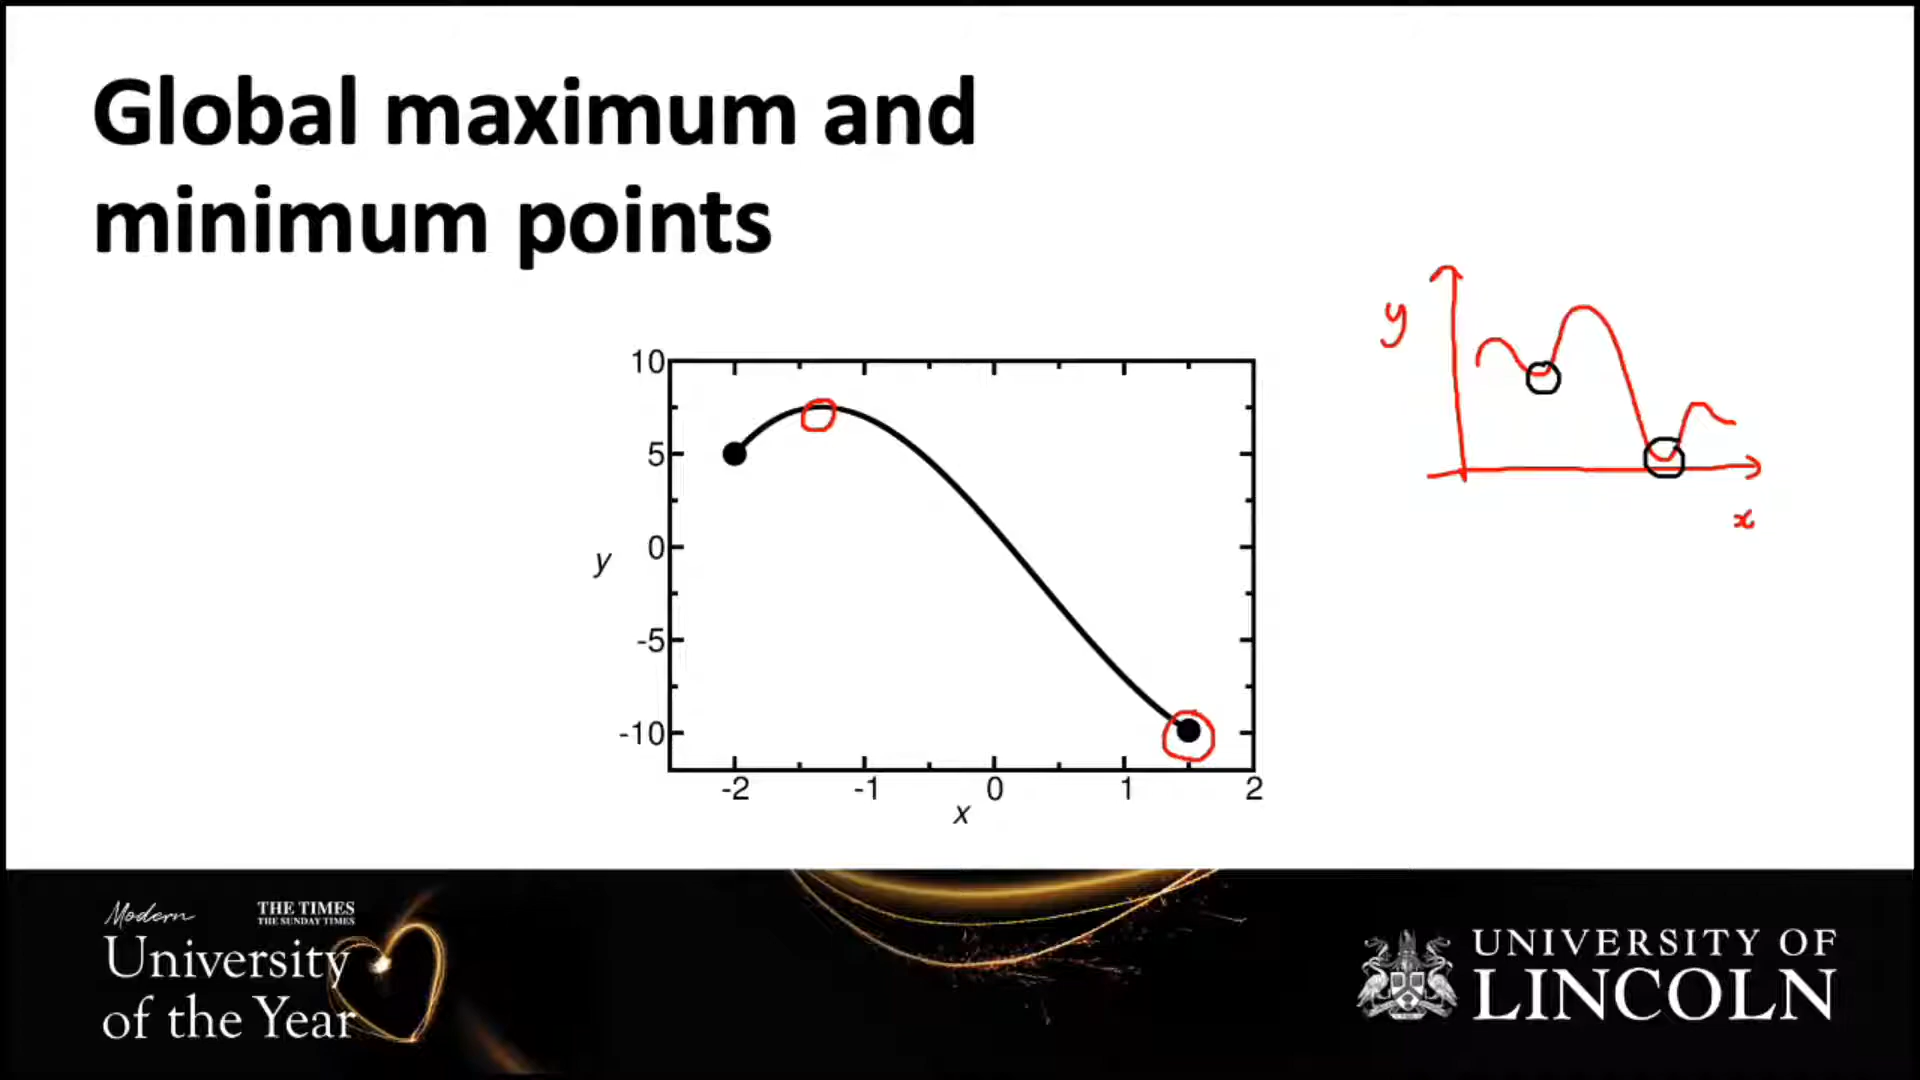 Global maximum and
minimum points
y
10
5
0
-5
-10
y
-2
-1
0
1
2
x
x
Modern
THE TIMES
THE SUNDAY TIMES
University
of the Year
UNIVERSITY OF
LINCOLN